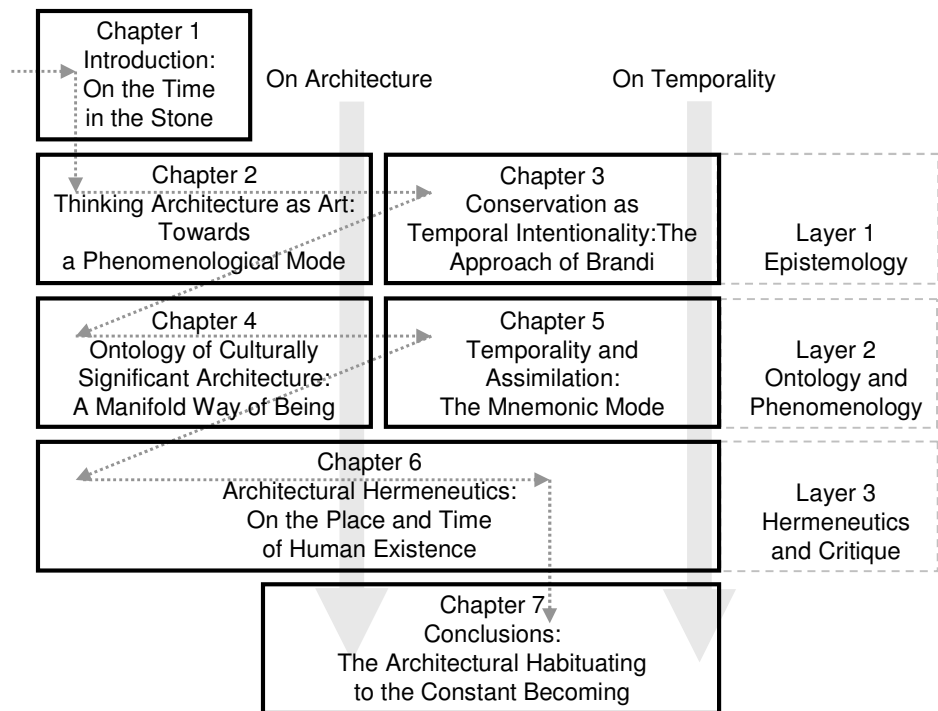 Chapter 1
Introduction:
On the Time
in the Stone
On Architecture
On Temporality
Chapter 2
Thinking Architecture as Art:
Towards
a Phenomenological Mode
Chapter 3
Conservation as
Temporal Intentionality:The
Approach of Brandi
Layer 1
Epistemology
Chapter 4
Ontology of Culturally
Significant Architecture:
A Manifold Way of Being
Chapter 5
Temporality and
Assimilation:
The Mnemonic Mode
Layer 2
Ontology and
Phenomenology
Chapter 6
Architectural Hermeneutics:
On the Place and Time
of Human Existence
Layer 3
Hermeneutics
and Critique
Chapter 7
Conclusions:
The Architectural Habituating
to the Constant Becoming